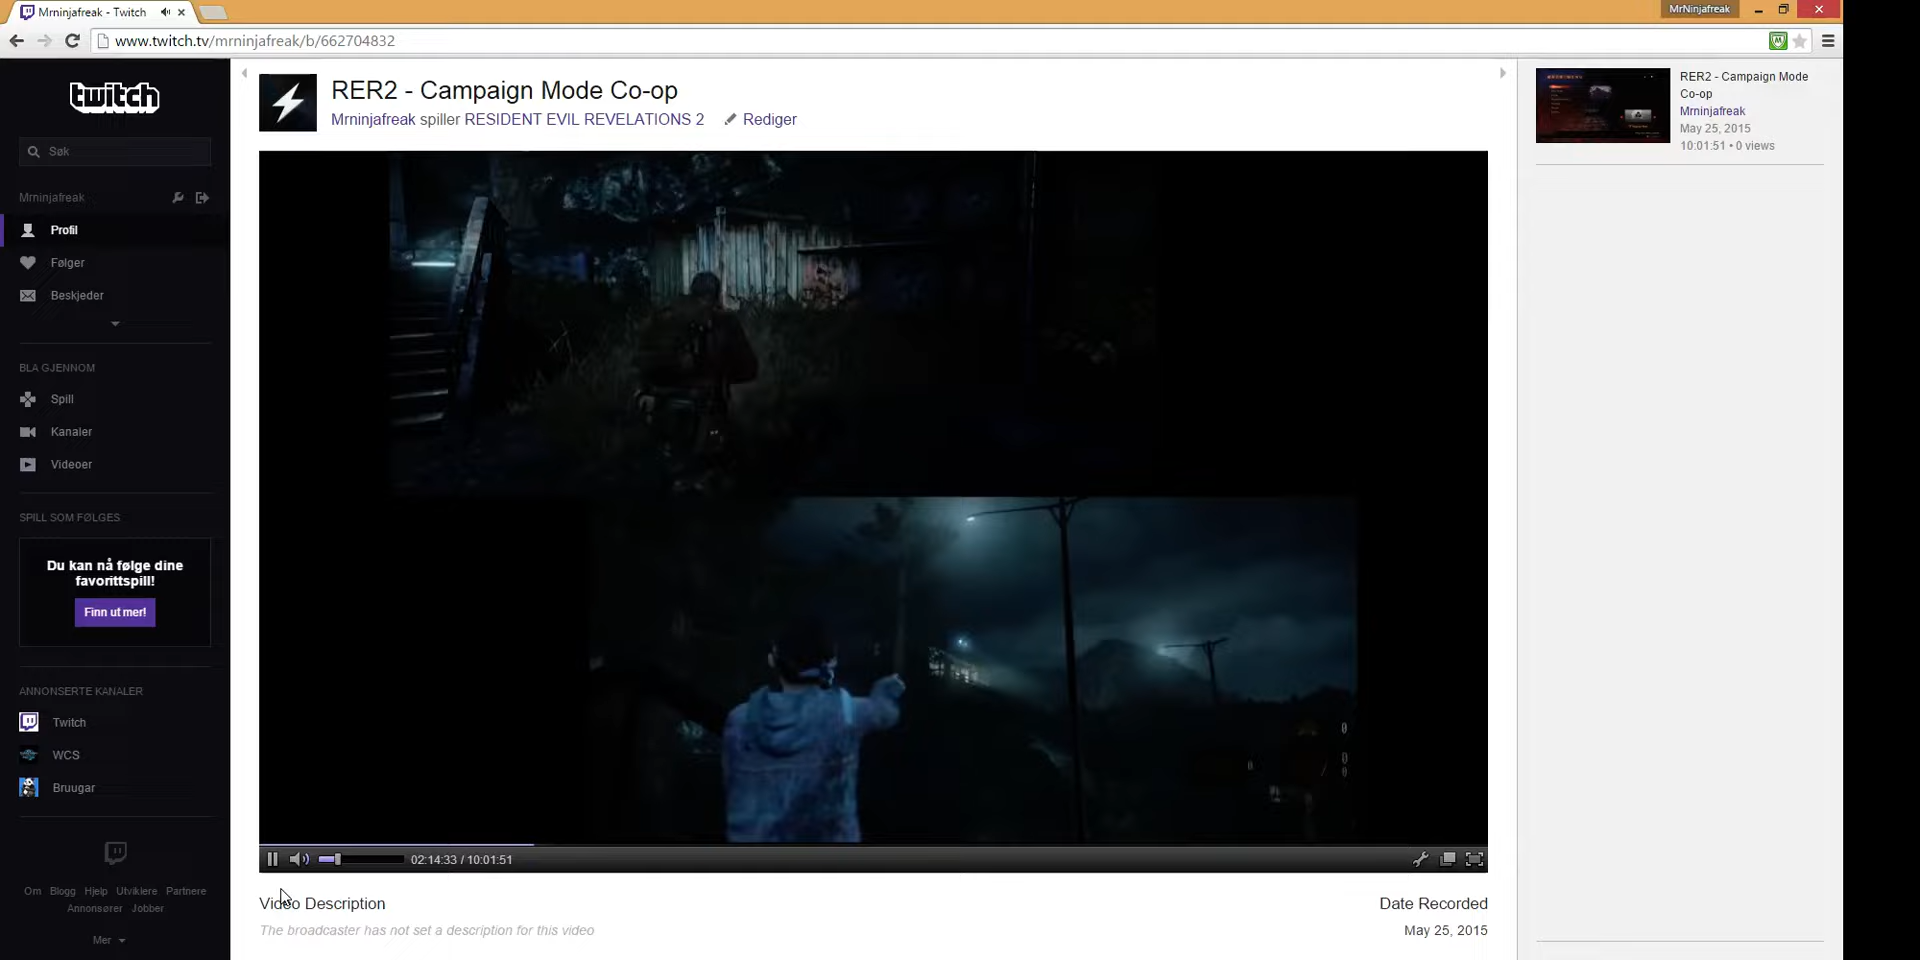 Mrninjafreak - Twitch
MrNinjafreak
www.twitch.tv/mrninjafreak/b/662704832
twitch
Søk
Mrninjafreak
Profil
Følger
Beskjeder
BLA GJENNOM
Spill
Kanaler
Videoer
SPILL SOM FØLGES
Du kan nå følge dine
favorittspill!
Finn ut mer!
ANNONSERTE KANALER
Twitch
WCS
Bruugar
Om Blogg Hjelp Utviklere Partnere
Annonsører Jobber
Mer
RER2 - Campaign Mode Co-op
Mrninjafreak spiller RESIDENT EVIL REVELATIONS 2 Rediger
02:14:33 / 10:01:51
Video Description
The broadcaster has not set a description for this video
Date Recorded
May 25, 2015
RER2 - Campaign Mode
Co-op
Mrninjafreak
May 25, 2015
10:01:51 • 0 views